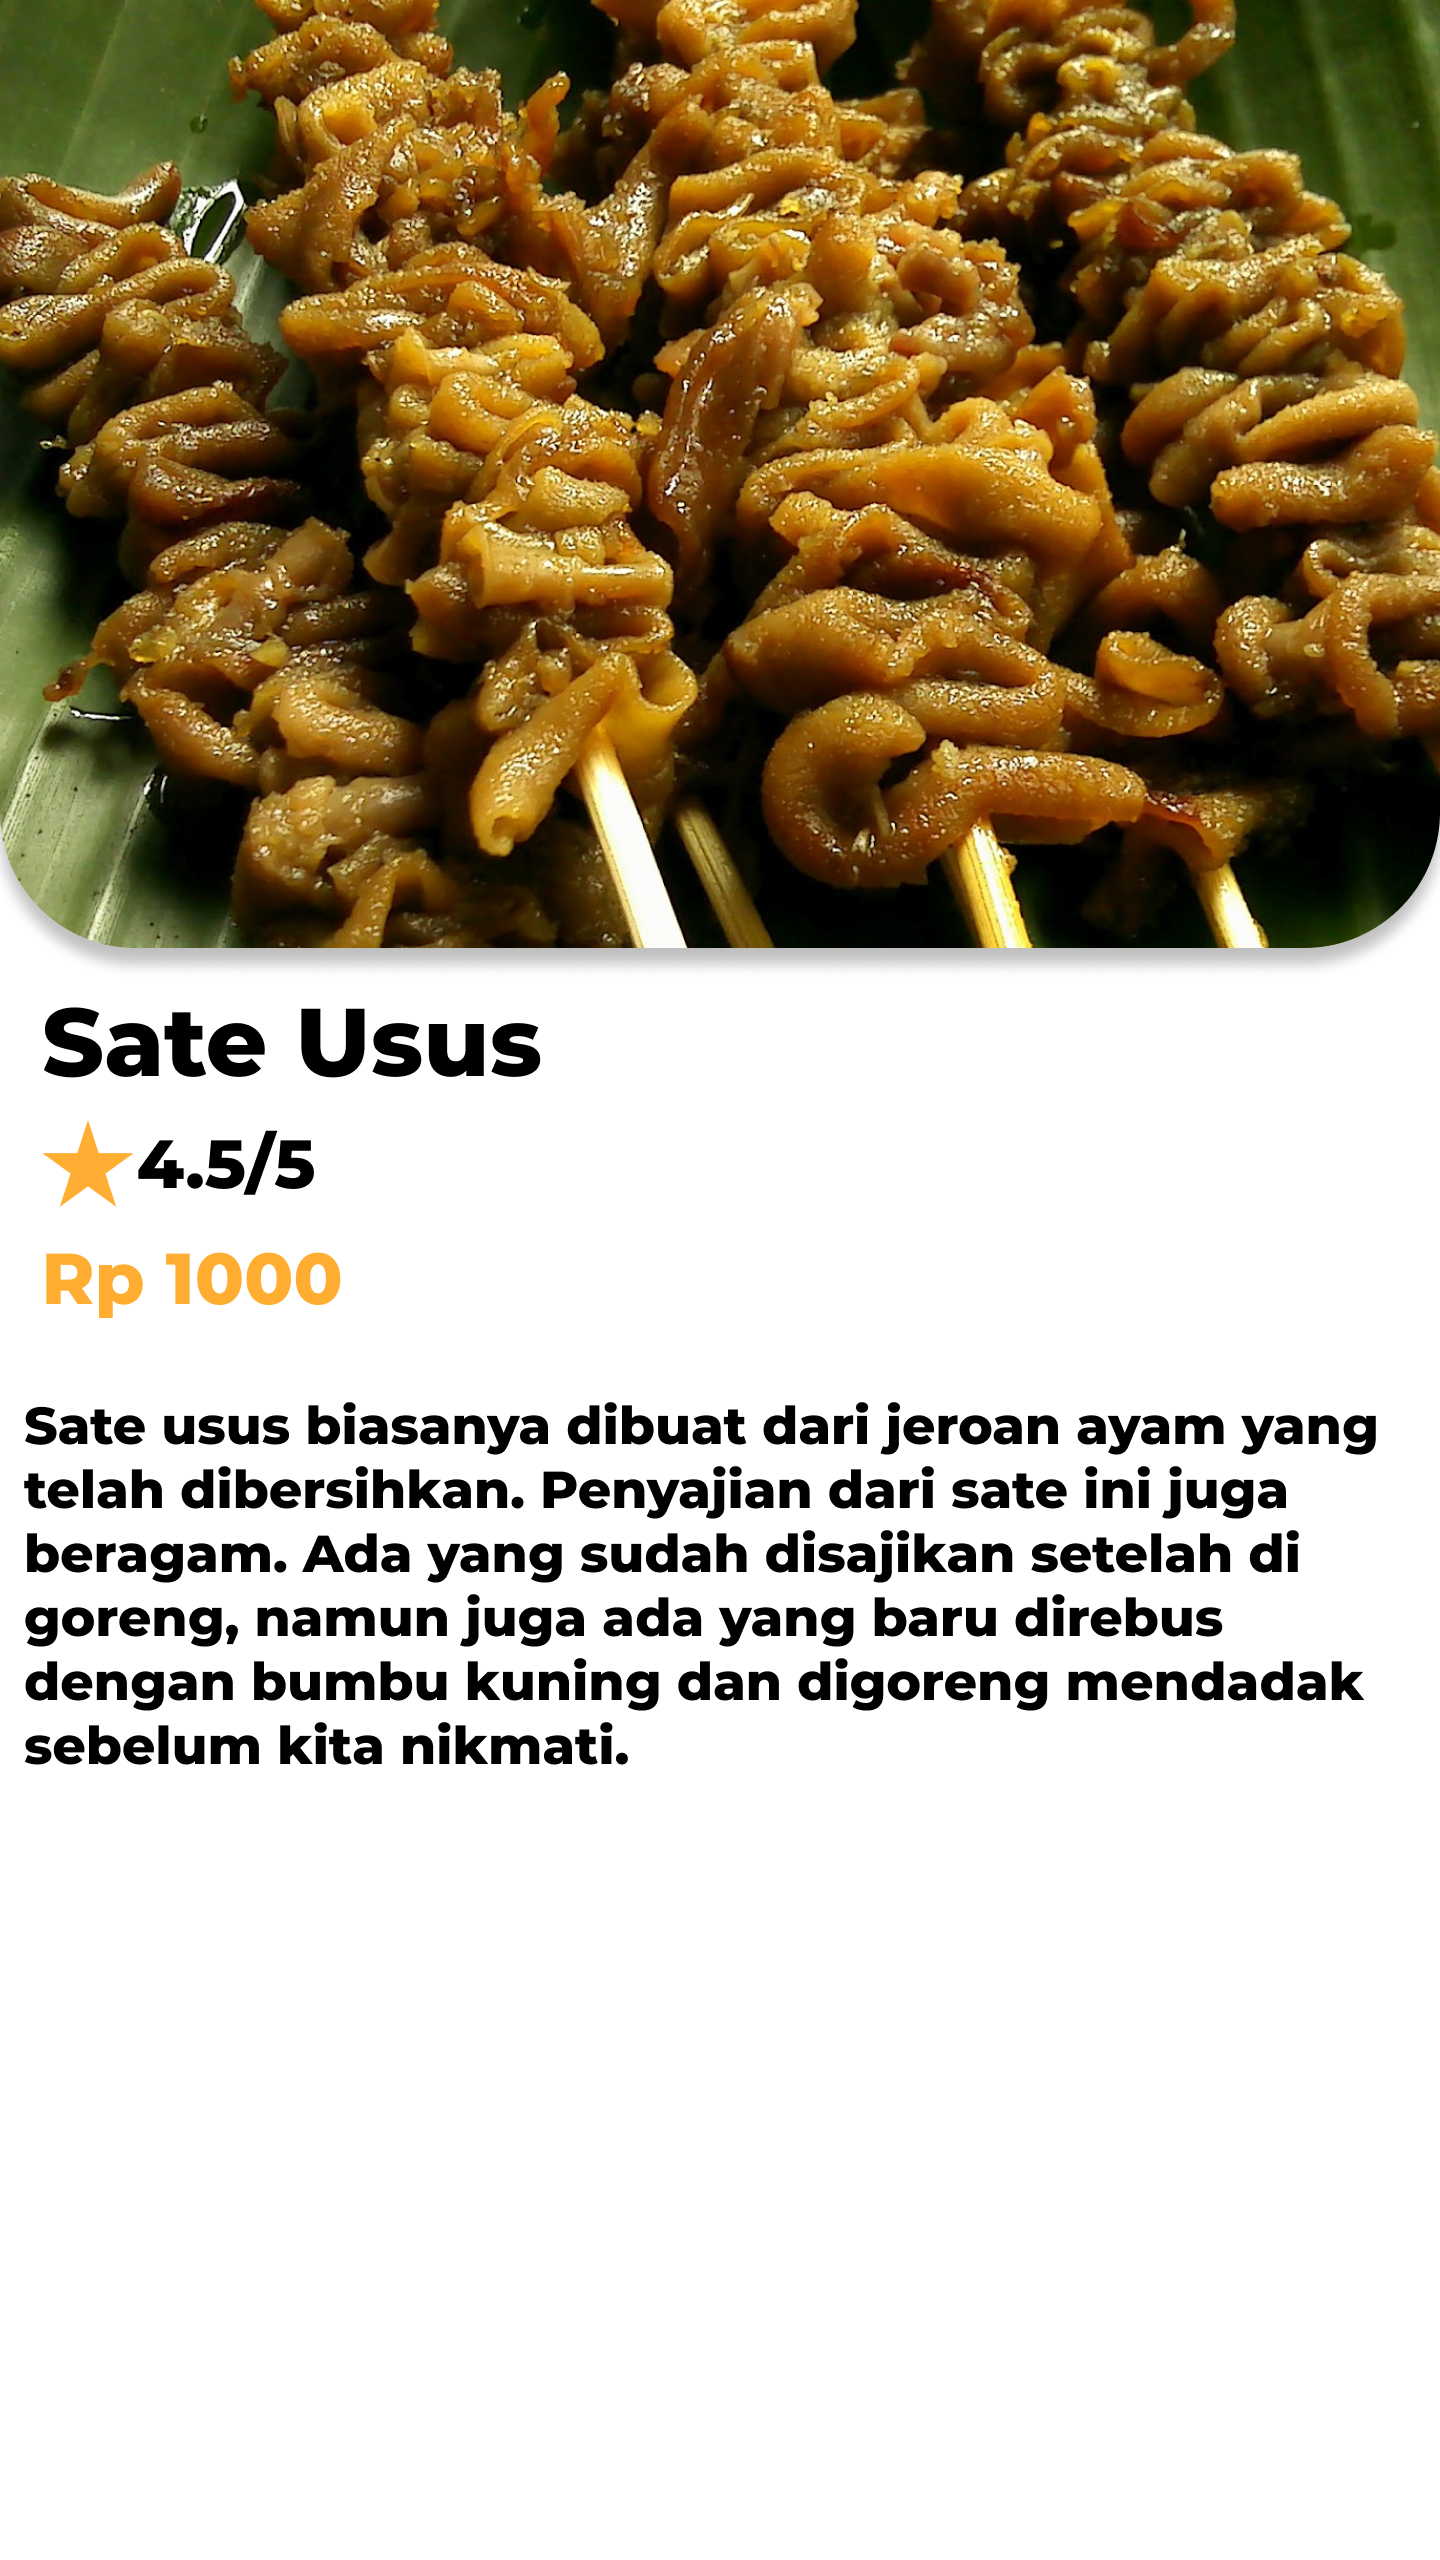 Sate Usus
4.5/5
Rp 1000
Sate usus biasanya dibuat dari jeroan ayam yang
telah dibersihkan. Penyajian dari sate ini juga
beragam. Ada yang sudah disajikan setelah di
goreng, namun juga ada yang baru direbus
dengan bumbu kuning dan digoreng mendadak
sebelum kita nikmati.